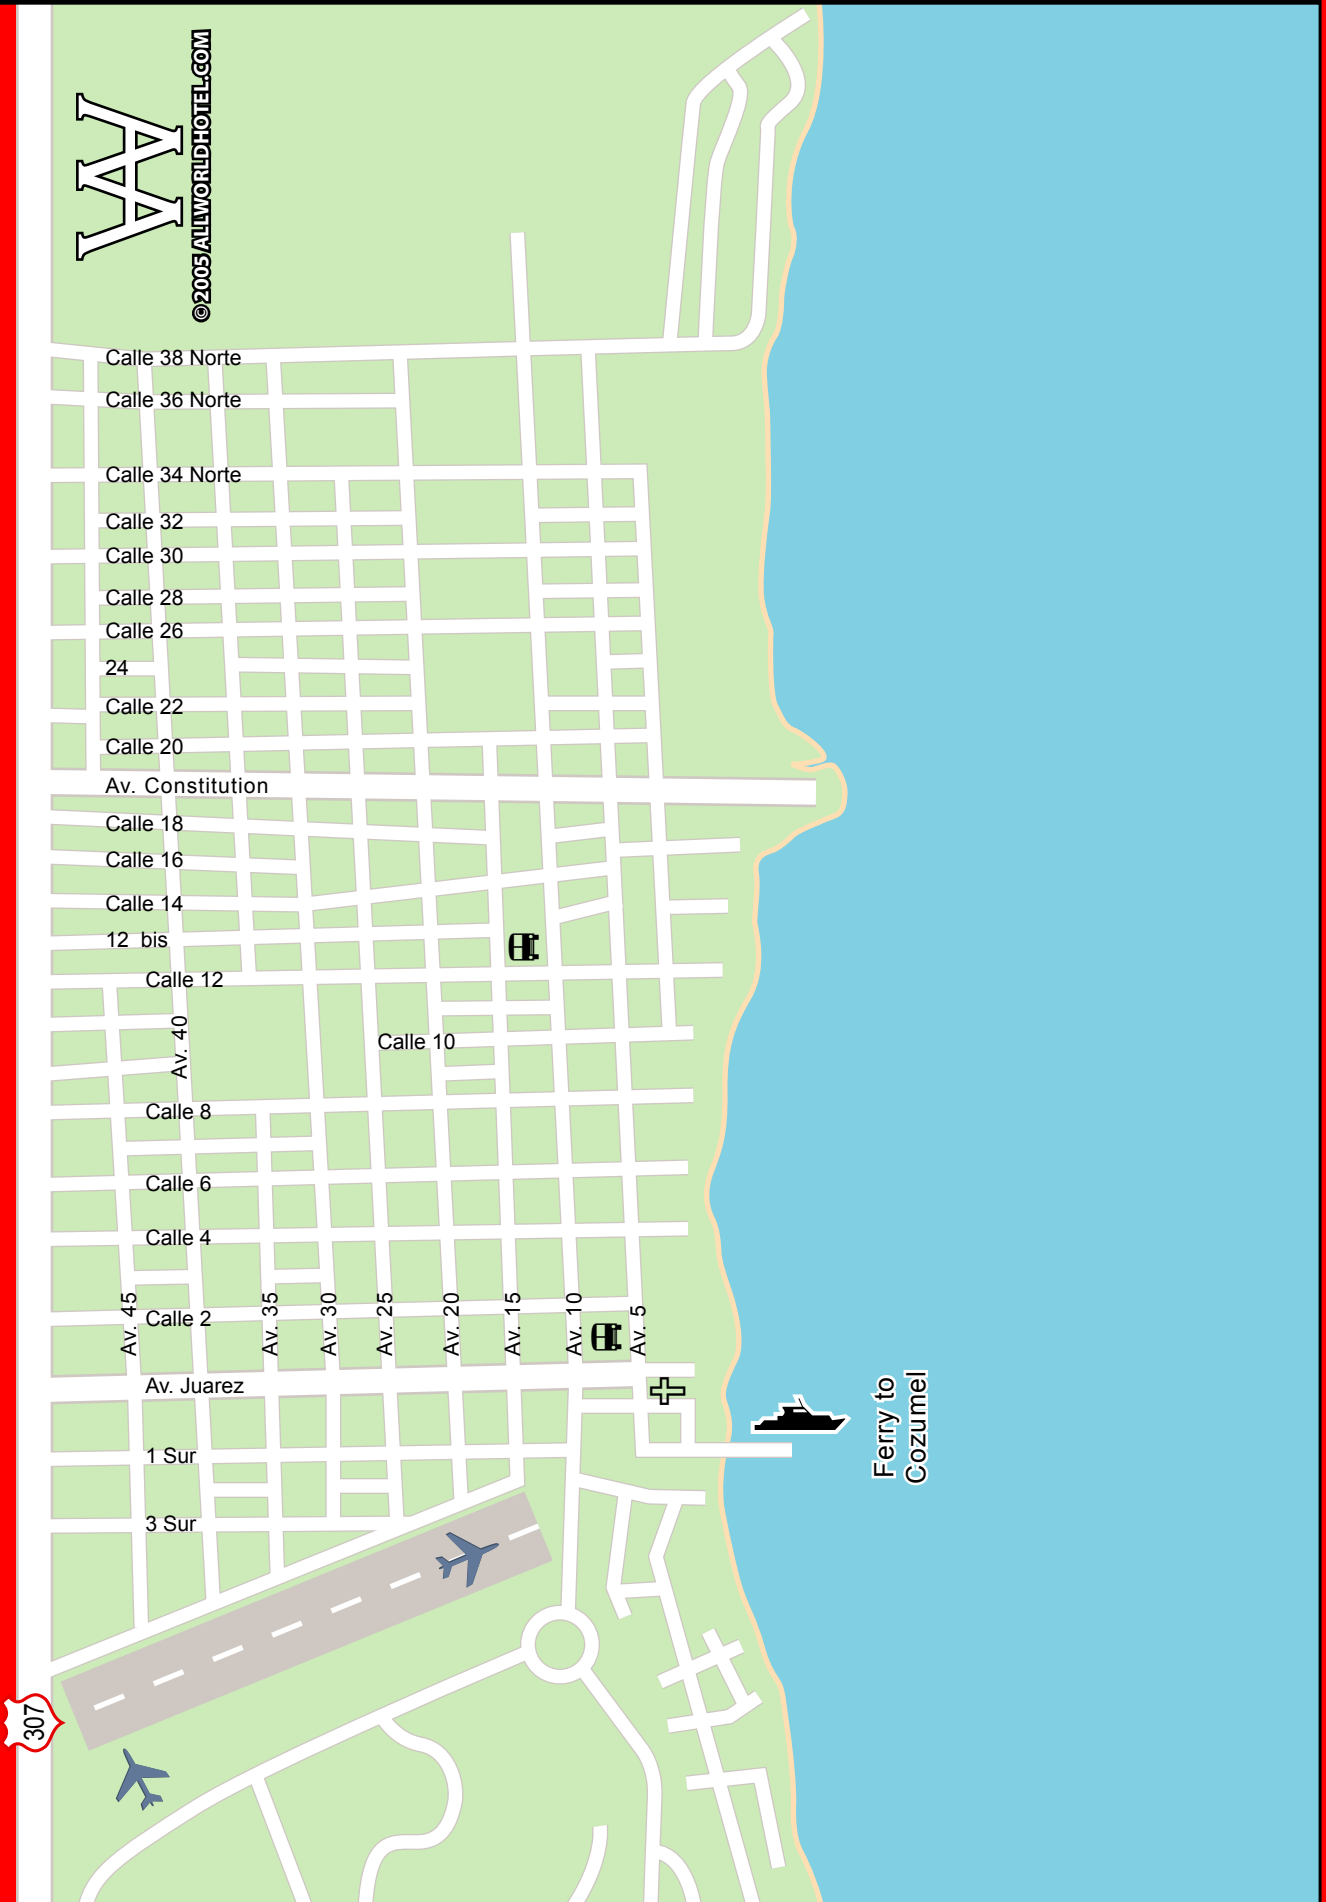 ©2005 ALLWORLDHOTEL.COM
Calle 38 Norte
Calle 36 Norte
Calle 34 Norte
Calle 32
Calle 30
Calle 28
Calle 26
24
Calle 22
Calle 20
Av. Constitution
Calle 18
Calle 16
Calle 14
12 bis
Calle 12
Av. 40
Calle 10
Calle 8
Calle 6
Calle 4
Calle 2
Av. 45
Av. 35
Av. 30
Av. 25
Av. 20
Av. 15
Av. 10
Av. 5
Av. Juarez
Ferry to
Cozumel
1 Sur
3 Sur
307